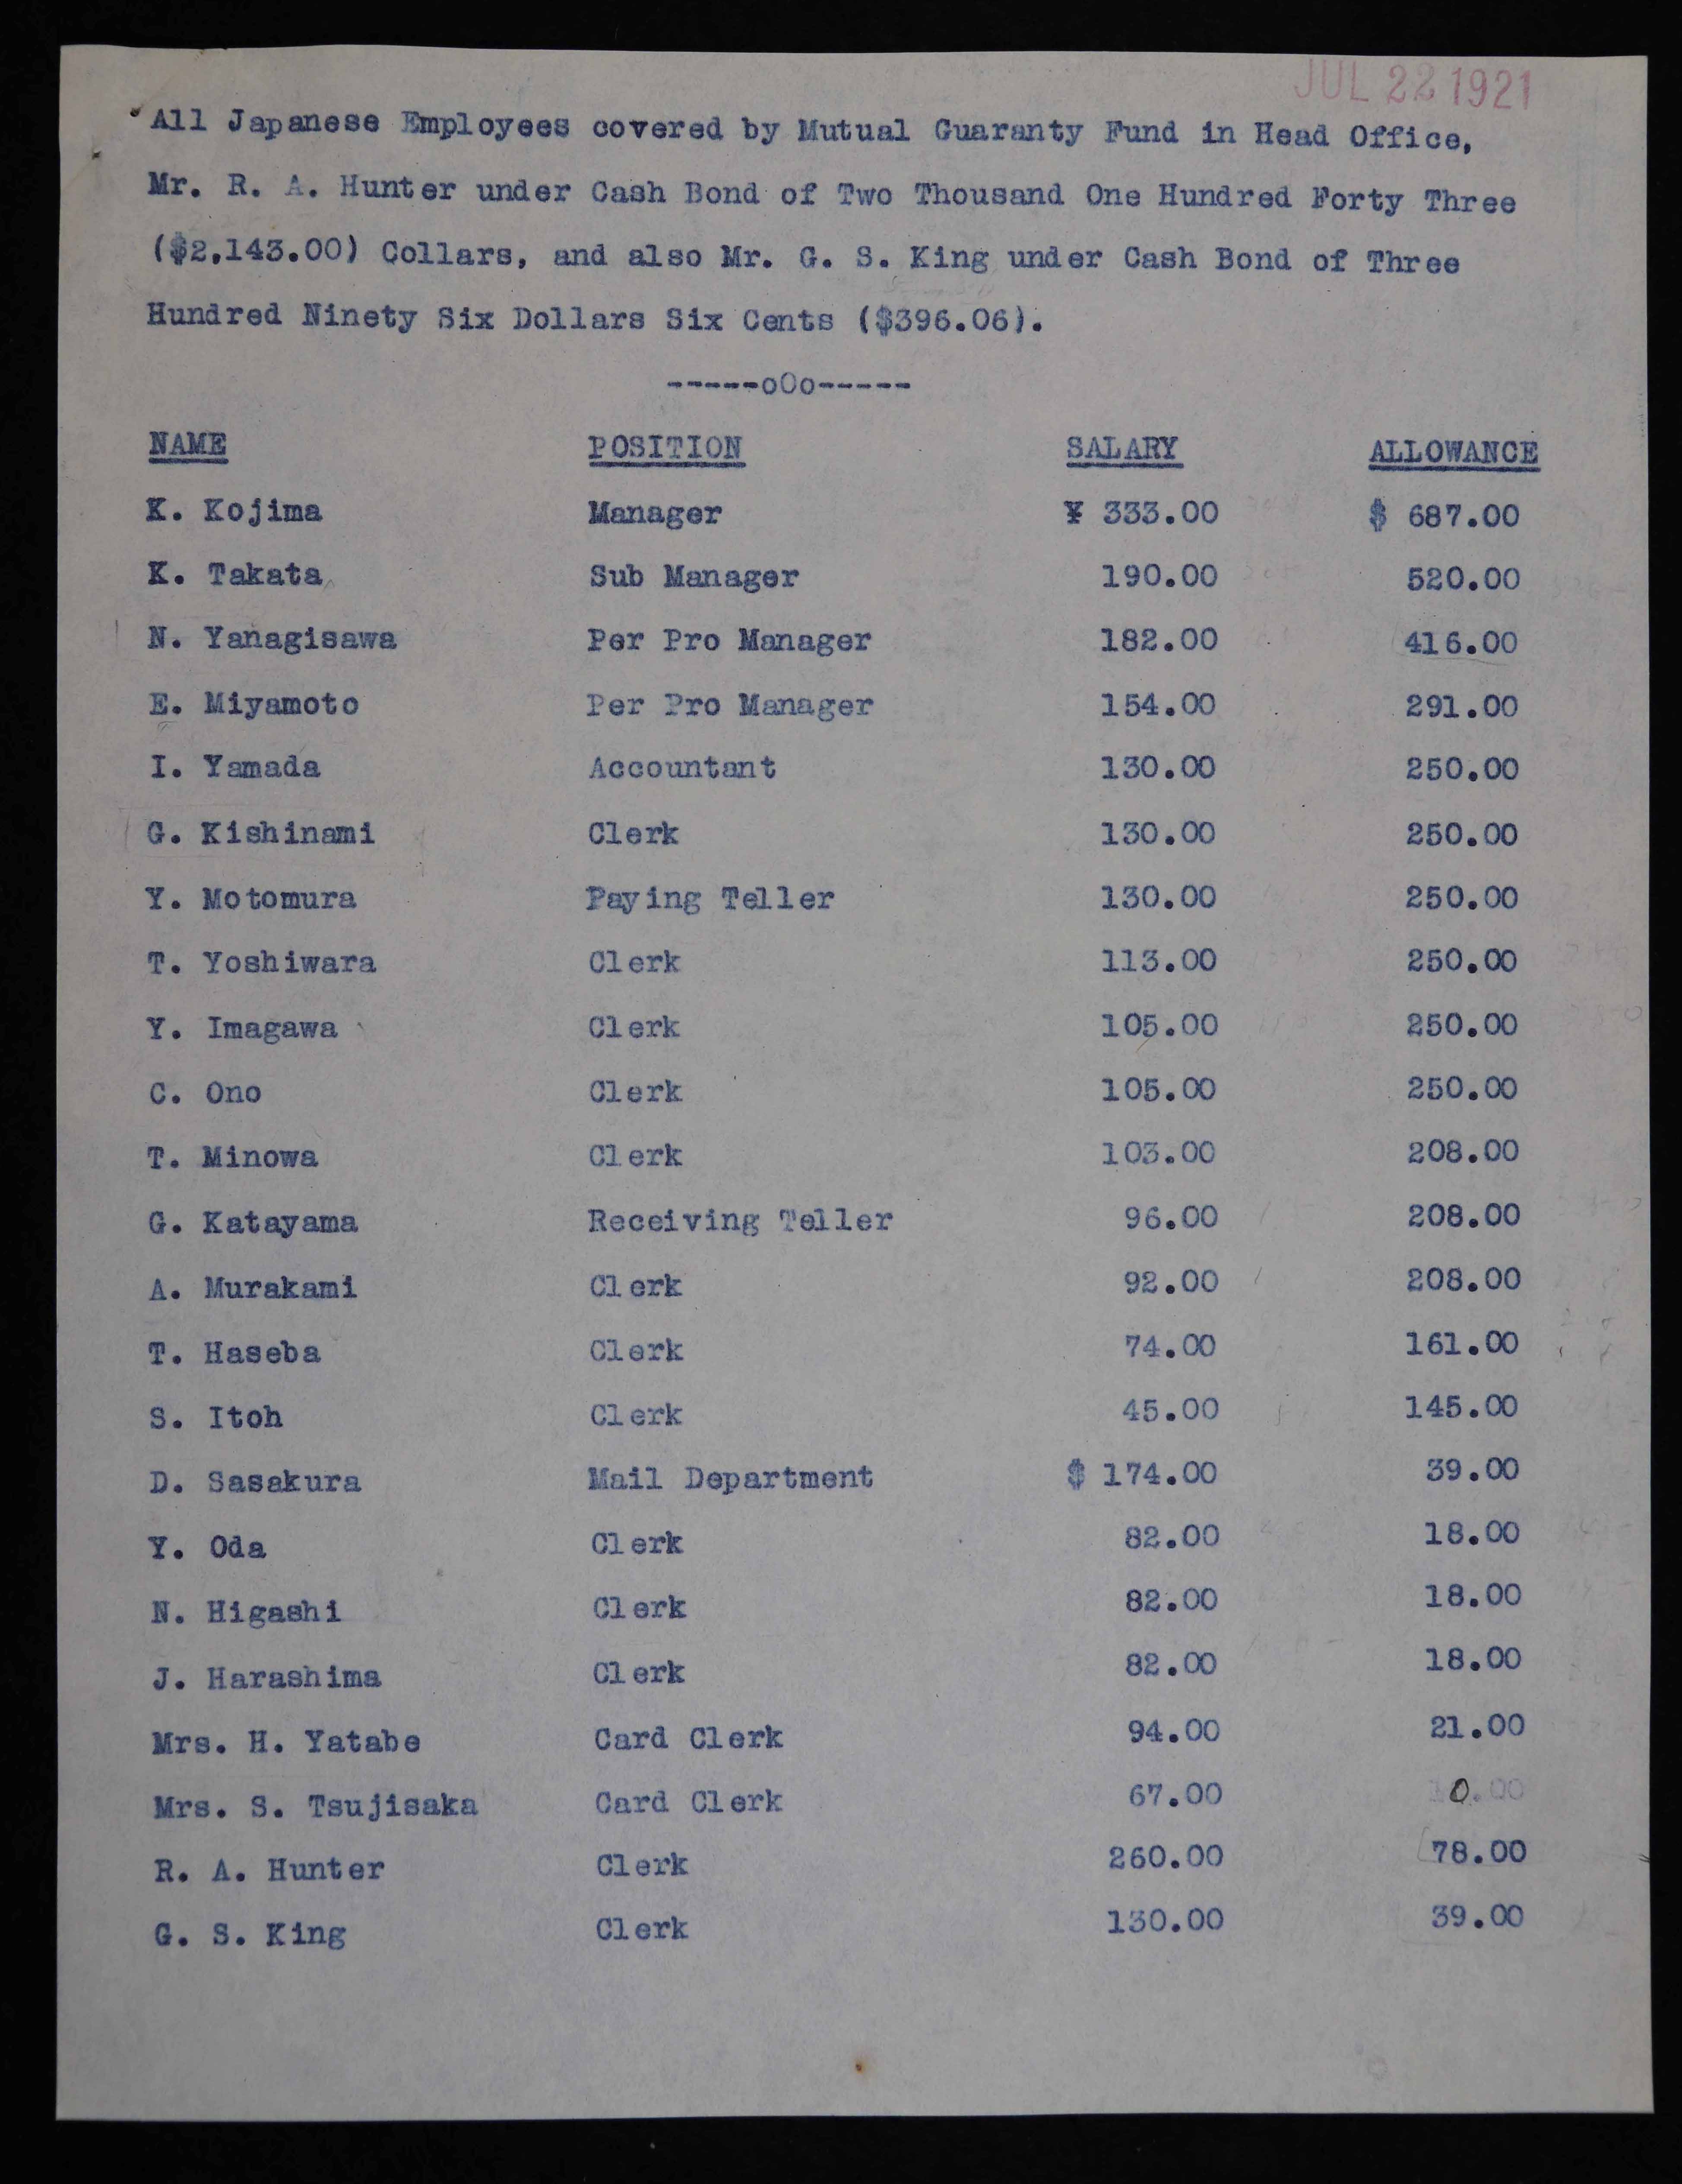 JUL 22 1921
All Japanese Employees covered by Mutual Guaranty Fund in Head Office,
Mr. R. A. Hunter under Cash Bond of Two Thousand One Hundred Forty Three
($2,143.00) Collars, and also Mr. G. S. King under Cash Bond of Three
Hundred Ninety Six Dollars Six Cents ($396.06).
-----oOo-----
NAME POSITION SALARY ALLOWANCE
K. Kojima Manager ¥ 333.00 $ 687.00
K. Takata Sub Manager 190.00 520.00
N. Yanagisawa Per Pro Manager 182.00 416.00
E. Miyamoto Per Pro Manager 154.00 291.00
I. Yamada Accountant 130.00 250.00
G. Kishinami Clerk 130.00 250.00
Y. Motomura Paying Teller 130.00 250.00
T. Yoshiwara Clerk 113.00 250.00
Y. Imagawa Clerk 105.00 250.00
C. Ono Clerk 105.00 250.00
T. Minowa Clerk 103.00 208.00
G. Katayama Receiving Teller 96.00 208.00
A. Murakami Clerk 92.00 208.00
T. Haseba Clerk 74.00 161.00
S. Itoh Clerk 45.00 145.00
D. Sasakura Mail Department $ 174.00 39.00
Y. Oda Clerk 82.00 18.00
N. Higashi Clerk 82.00 18.00
J. Harashima Clerk 82.00 18.00
Mrs. H. Yatabe Card Clerk 94.00 21.00
Mrs. S. Tsujisaka Card Clerk 67.00
R. A. Hunter Clerk 260.00 78.00
G. S. King Clerk 130.00 39.00